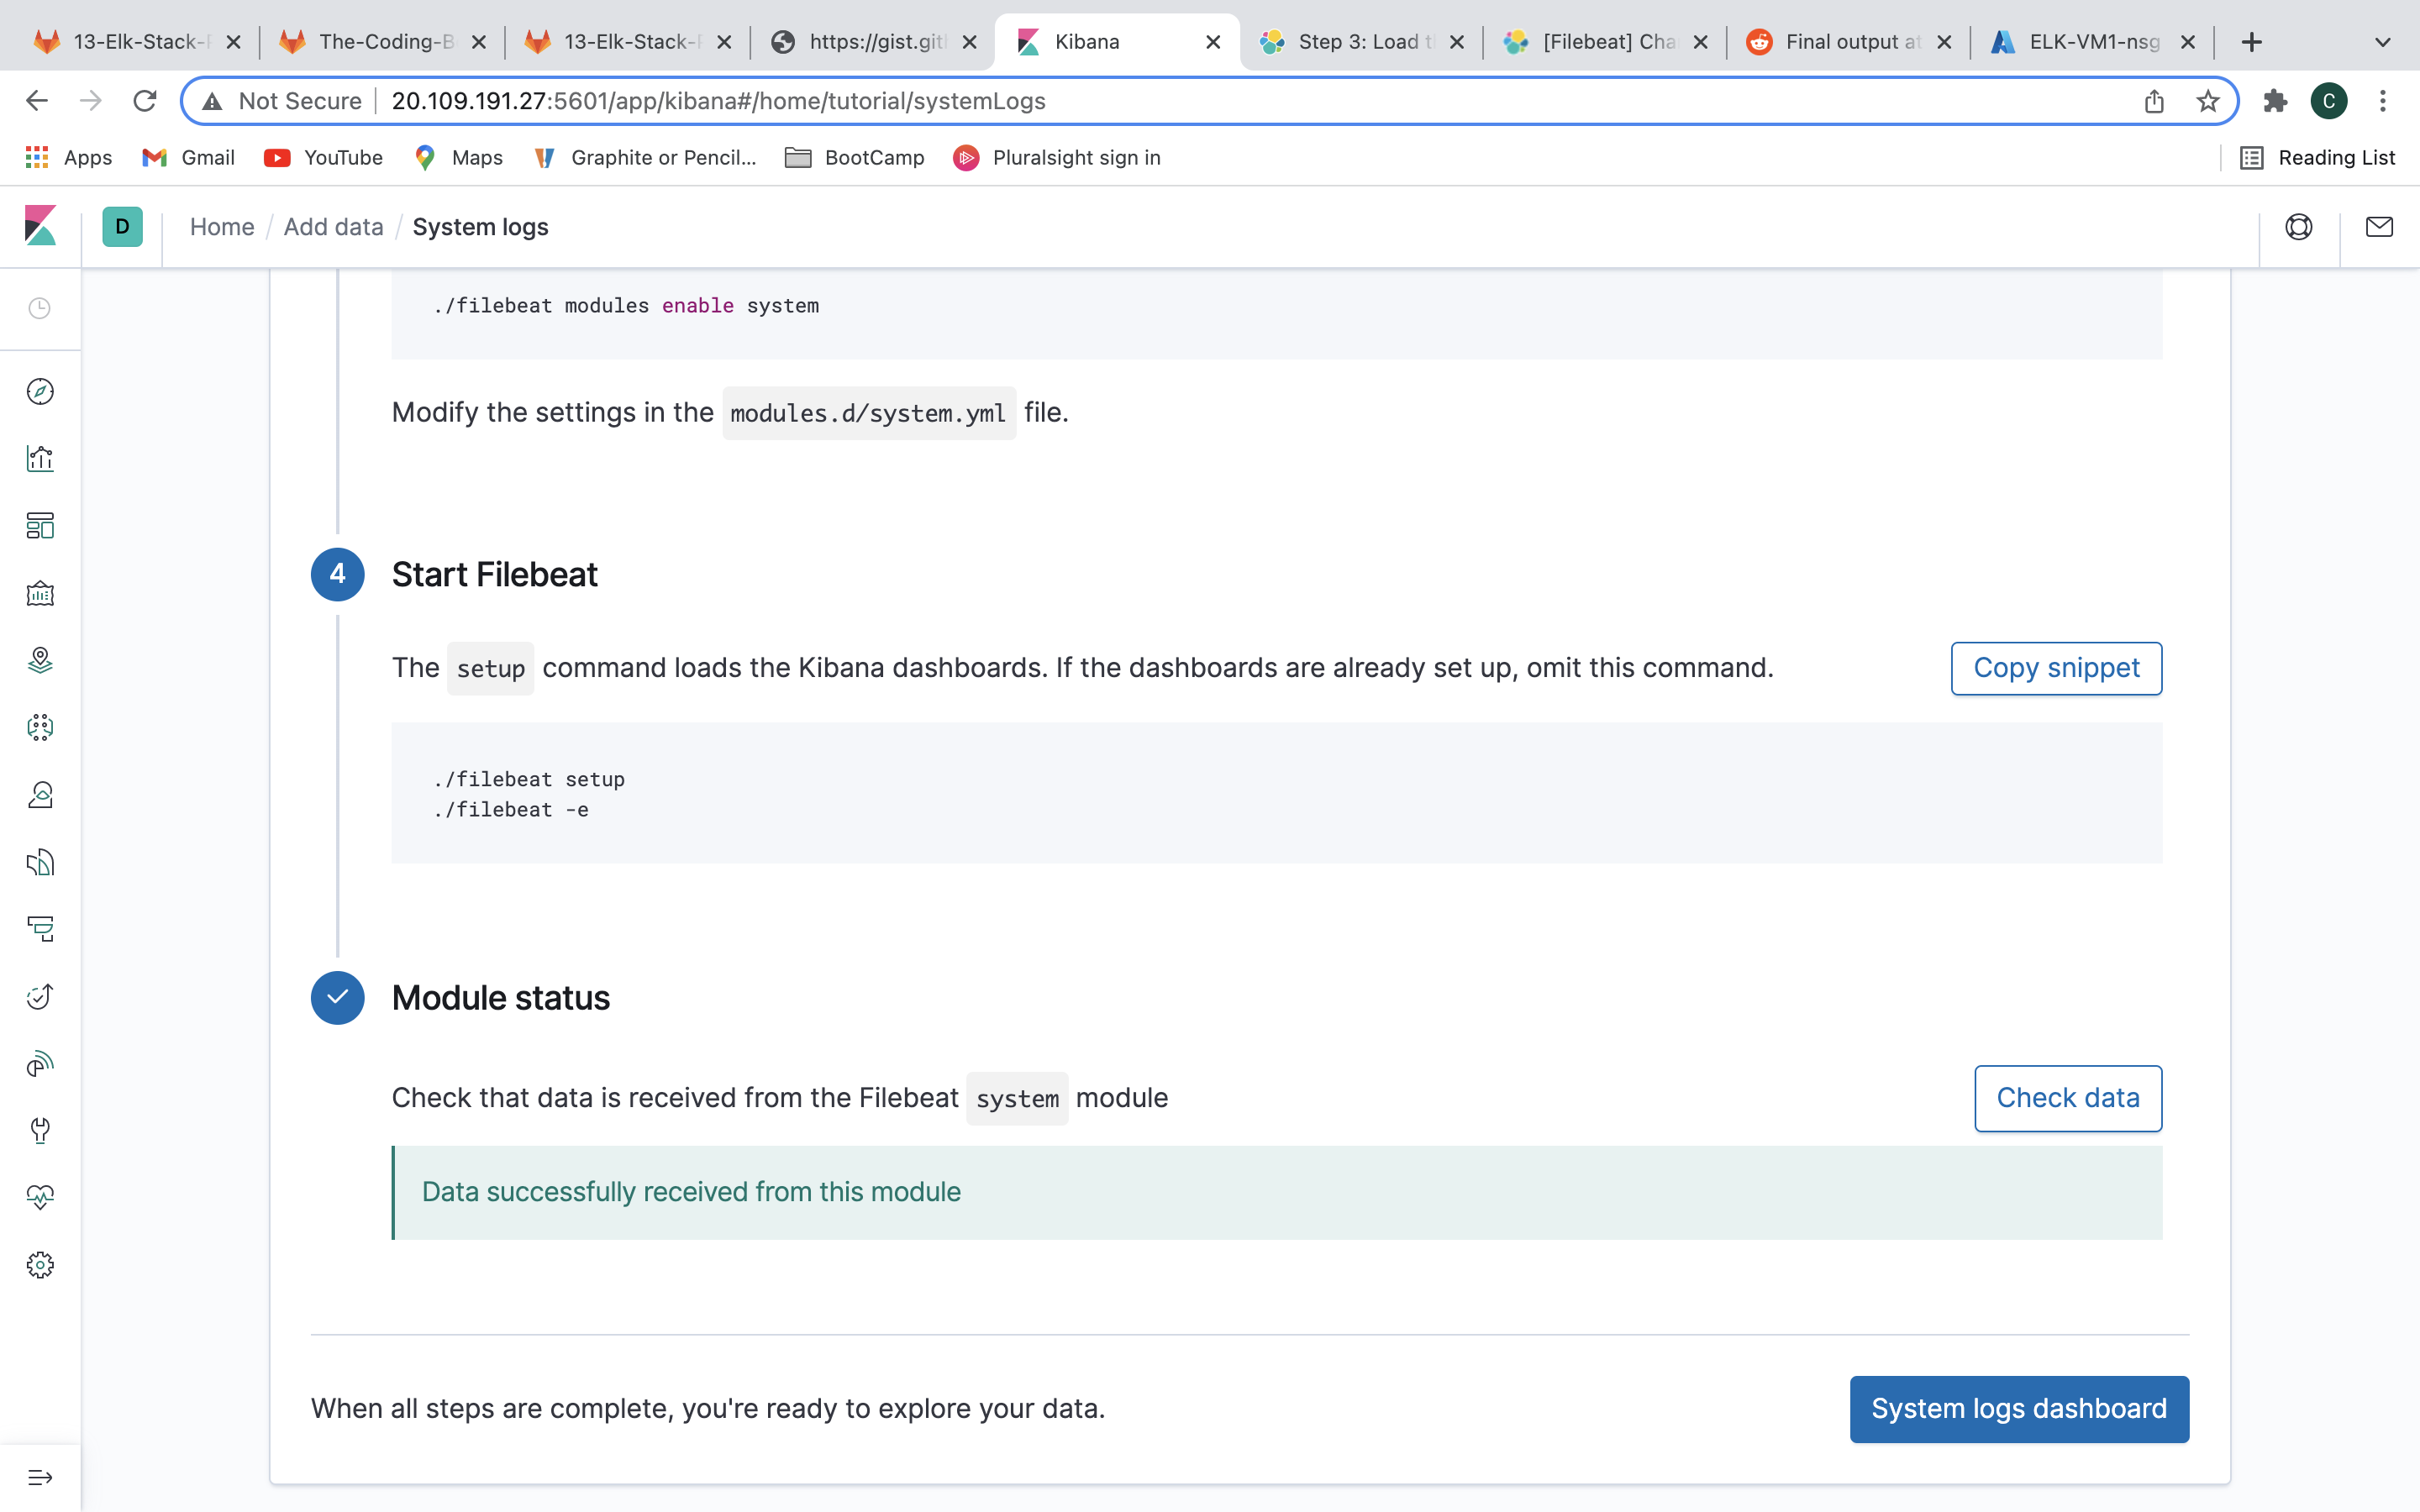 13-Elk-Stack-
The-Coding-B
13-Elk-Stack-
https://gist.git
Kibana
Step 3: Load t
[Filebeat] Cha
Final output at
ELK-VM1-nsg
Not Secure
20.109.191.27:5601/app/kibana#/home/tutorial/systemLogs
C
Apps
Gmail
YouTube
Maps
Graphite or Pencil...
BootCamp
Pluralsight sign in
Reading List
D
Home / Add data / System logs
./filebeat modules enable system
Modify the settings in the modules.d/system.yml file.
4
Start Filebeat
The setup command loads the Kibana dashboards. If the dashboards are already set up, omit this command.
Copy snippet
./filebeat setup
./filebeat -e
Module status
Check that data is received from the Filebeat system module
Check data
Data successfully received from this module
When all steps are complete, you're ready to explore your data.
System logs dashboard